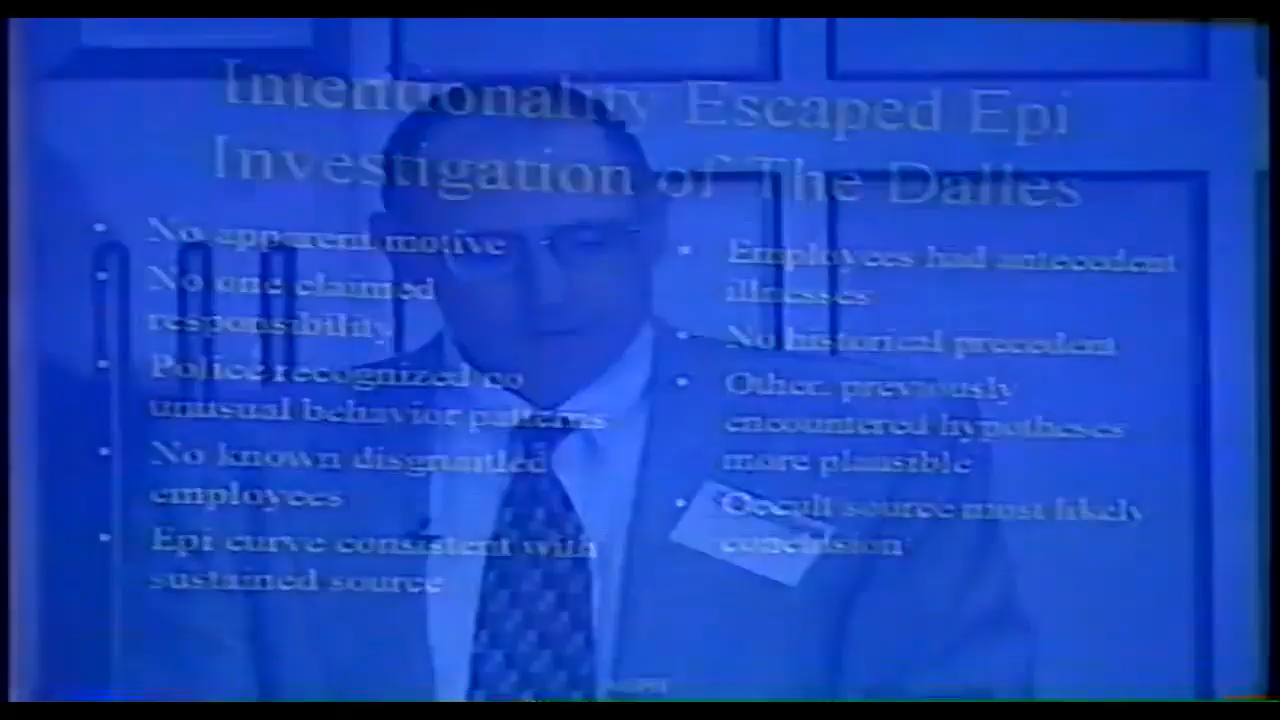 Intentionality Escaped Epi
Investigation of The Dalles
• No apparent motive
• No one claimed
responsibility
• Police recognized no
unusual behavior patterns
• No known disgruntled
employees
• Epi curve consistent with
sustained source
• Employees had antecedent
illnesses
• No historical precedent
• Other, previously
encountered hypotheses
more plausible
• Occult source most likely
conclusion